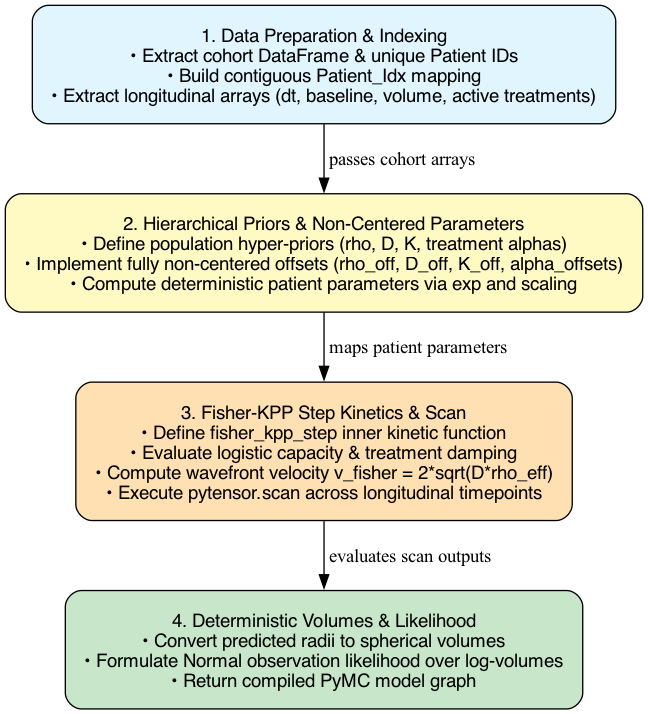 1. Data Preparation & Indexing
• Extract cohort DataFrame & unique Patient IDs
• Build contiguous Patient_Idx mapping
• Extract longitudinal arrays (dt, baseline, volume, active treatments)
passes cohort arrays
2. Hierarchical Priors & Non-Centered Parameters
• Define population hyper-priors (rho, D, K, treatment alphas)
• Implement fully non-centered offsets (rho_off, D_off, K_off, alpha_offsets)
• Compute deterministic patient parameters via exp and scaling
maps patient parameters
3. Fisher-KPP Step Kinetics & Scan
• Define fisher_kpp_step inner kinetic function
• Evaluate logistic capacity & treatment damping
• Compute wavefront velocity v_fisher = 2*sqrt(D*rho_eff)
• Execute pytensor.scan across longitudinal timepoints
evaluates scan outputs
4. Deterministic Volumes & Likelihood
• Convert predicted radii to spherical volumes
• Formulate Normal observation likelihood over log-volumes
• Return compiled PyMC model graph